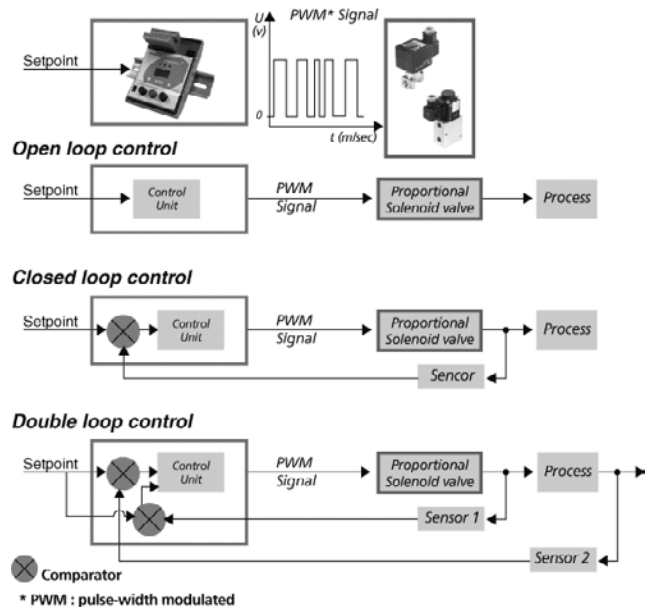 U
(v)
PWM* Signal
Setpoint
0
t (m/sec)
Open loop control
Setpoint
Control
Unit
PWM
Signal
Proportional
Solenoid valve
Process
Closed loop control
Setpoint
Control
Unit
PWM
Signal
Proportional
Solenoid valve
Process
Sencor
Double loop control
Setpoint
Control
Unit
PWM
Signal
Proportional
Solenoid valve
Process
Sensor 1
Sensor 2
Comparator
* PWM : pulse-width modulated